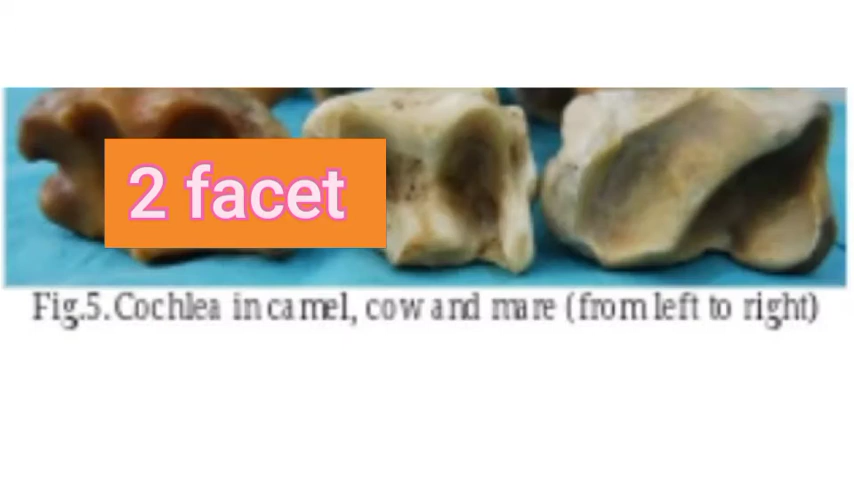 2 facet
Fig.5. Cochlea in camel, cow and mare (from left to right)